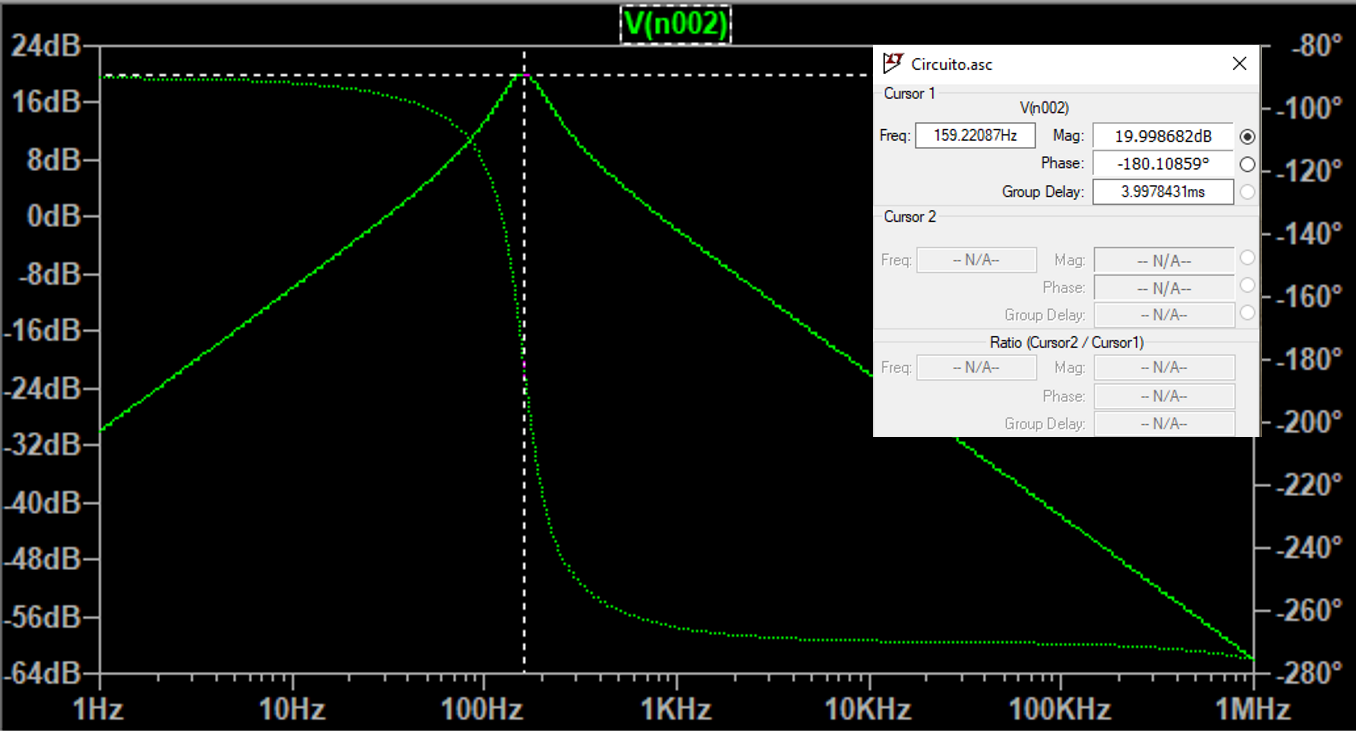 V(n002)
24dB
16dB
8dB
0dB
-8dB
-16dB
-24dB
-32dB
-40dB
-48dB
-56dB
-64dB
Circuito.asc
Cursor 1
V(n002)
Freq: 159.22087Hz Mag: 19.998682dB
Phase: -180.10859°
Group Delay: 3.9978431ms
Cursor 2
Freq: -- N/A-- Mag: -- N/A--
Phase: -- N/A--
Group Delay: -- N/A--
Ratio (Cursor2 / Cursor1)
Freq: -- N/A-- Mag: -- N/A--
Phase: -- N/A--
Group Delay: -- N/A--
-80°
-100°
-120°
-140°
-160°
-180°
-200°
-220°
-240°
-260°
-280°
1Hz 10Hz 100Hz 1KHz 10KHz 100KHz 1MHz